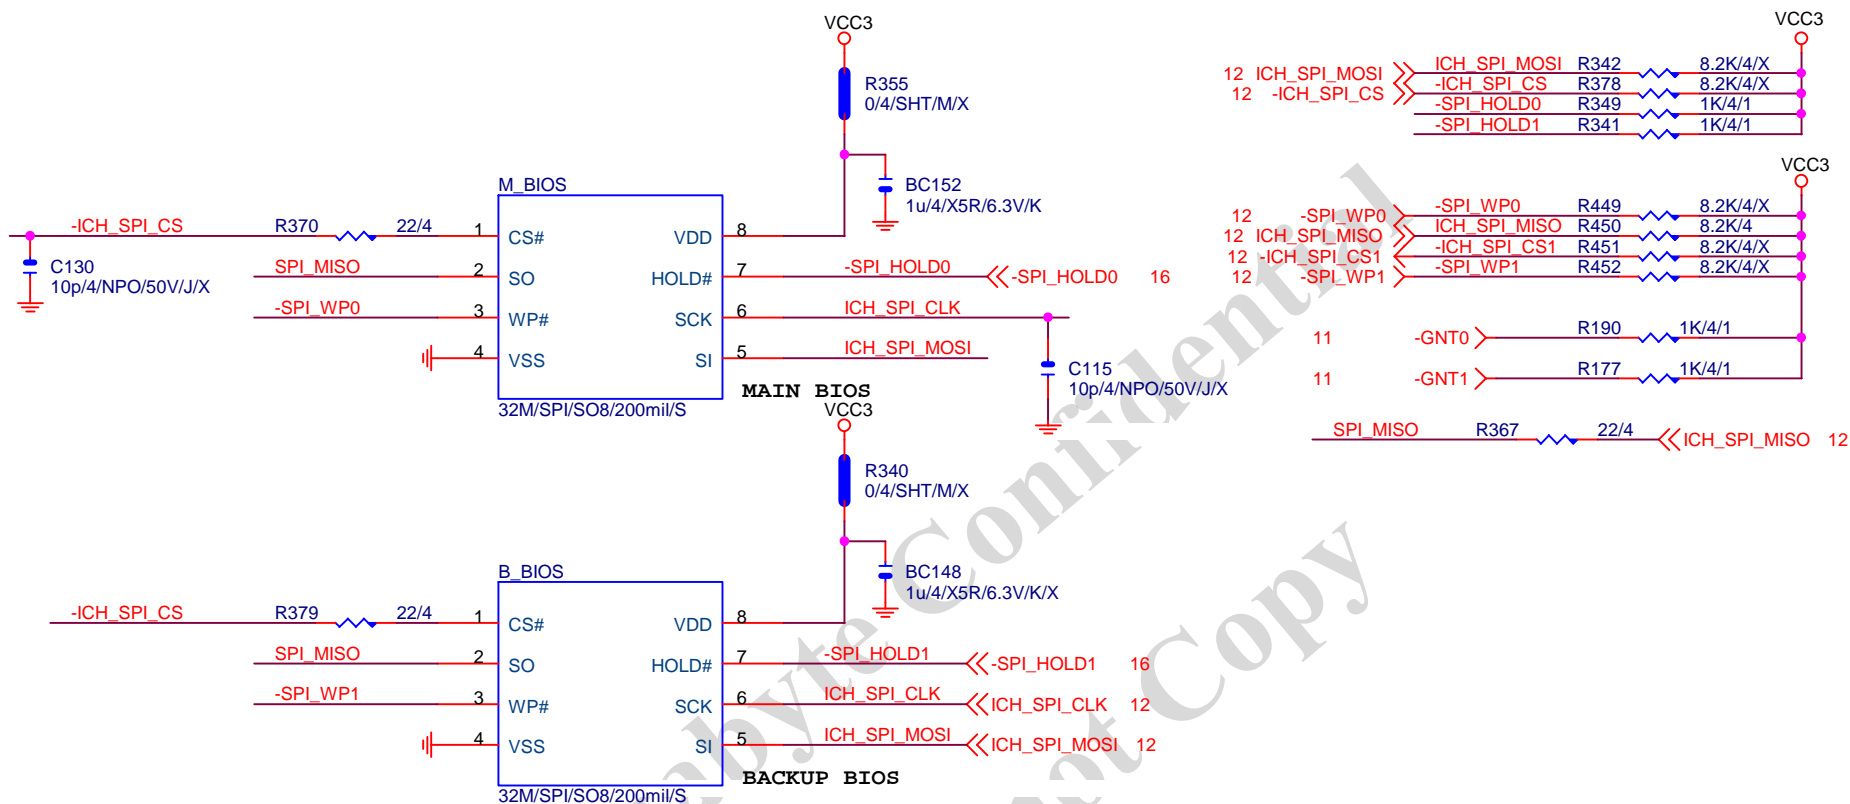 VCC3
R355
0/4/SHT/M/X
BC152
1u/4/X5R/6.3V/K
M_BIOS
-ICH_SPI_CS R370 22/4 1 CS# VDD 8
C130
10p/4/NPO/50V/J/X
SPI_MISO 2 SO HOLD# 7 -SPI_HOLD0 -SPI_HOLD0 16
-SPI_WP0 3 WP# SCK 6 ICH_SPI_CLK
4 VSS SI 5 ICH_SPI_MOSI
C115
10p/4/NPO/50V/J/X
MAIN BIOS
32M/SPI/SO8/200mil/S
VCC3
R340
0/4/SHT/M/X
BC148
1u/4/X5R/6.3V/K/X
B_BIOS
-ICH_SPI_CS R379 22/4 1 CS# VDD 8
SPI_MISO 2 SO HOLD# 7 -SPI_HOLD1 -SPI_HOLD1 16
-SPI_WP1 3 WP# SCK 6 ICH_SPI_CLK ICH_SPI_CLK 12
4 VSS SI 5 ICH_SPI_MOSI ICH_SPI_MOSI 12
BACKUP BIOS
32M/SPI/SO8/200mil/S
VCC3
12 ICH_SPI_MOSI ICH_SPI_MOSI R342 8.2K/4/X
12 -ICH_SPI_CS -ICH_SPI_CS R378 8.2K/4/X
-SPI_HOLD0 R349 1K/4/1
-SPI_HOLD1 R341 1K/4/1
VCC3
12 -SPI_WP0 -SPI_WP0 R449 8.2K/4/X
12 ICH_SPI_MISO ICH_SPI_MISO R450 8.2K/4
12 -ICH_SPI_CS1 -ICH_SPI_CS1 R451 8.2K/4/X
12 -SPI_WP1 -SPI_WP1 R452 8.2K/4/X
11 -GNT0 R190 1K/4/1
11 -GNT1 R177 1K/4/1
SPI_MISO R367 22/4 ICH_SPI_MISO 12
abyte Confidential
ot Copy